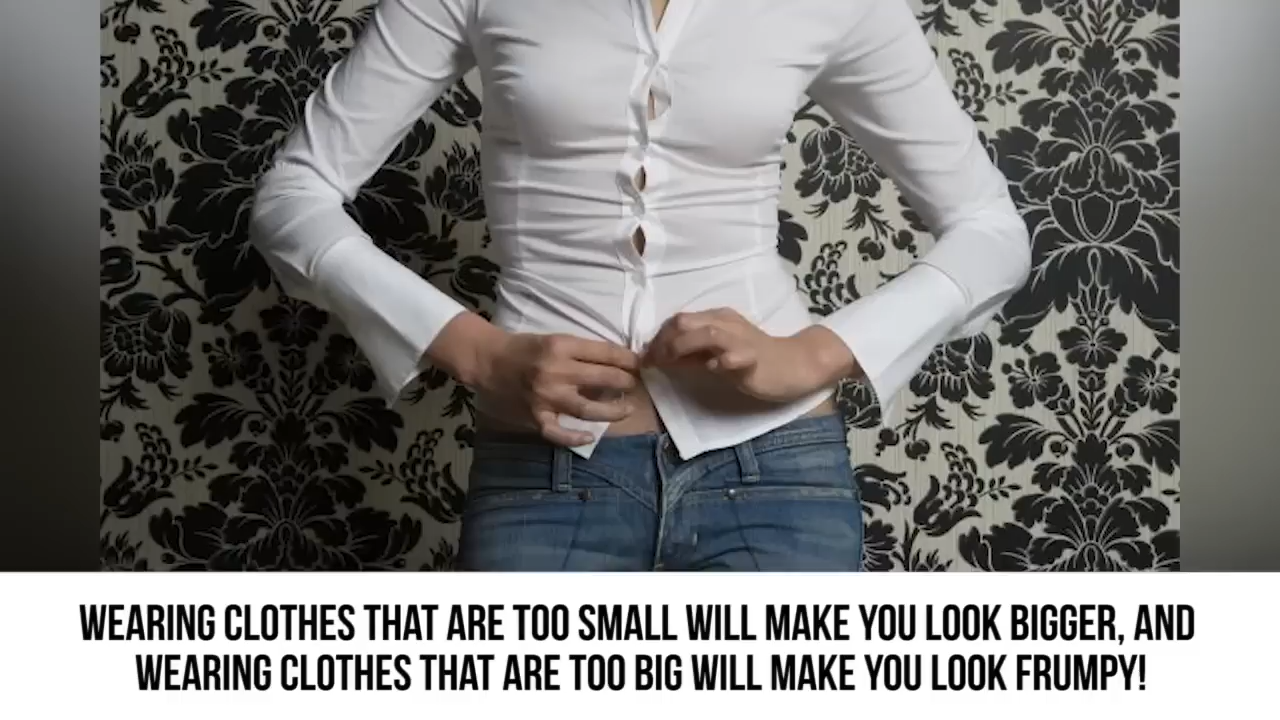 WEARING CLOTHES THAT ARE TOO SMALL WILL MAKE YOU LOOK BIGGER, AND
WEARING CLOTHES THAT ARE TOO BIG WILL MAKE YOU LOOK FRUMPY!